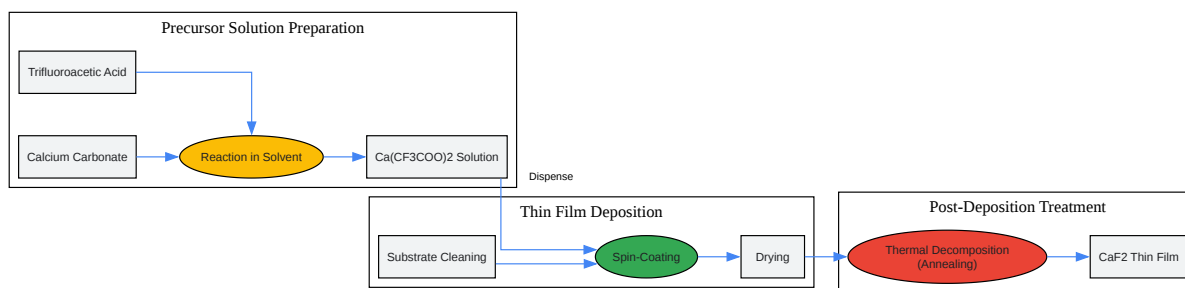 Precursor Solution Preparation
Trifluoroacetic Acid
Calcium Carbonate
Reaction in Solvent
Ca(CF3COO)2 Solution
Dispense
Thin Film Deposition
Substrate Cleaning
Spin-Coating
Drying
Post-Deposition Treatment
Thermal Decomposition
(Annealing)
CaF2 Thin Film